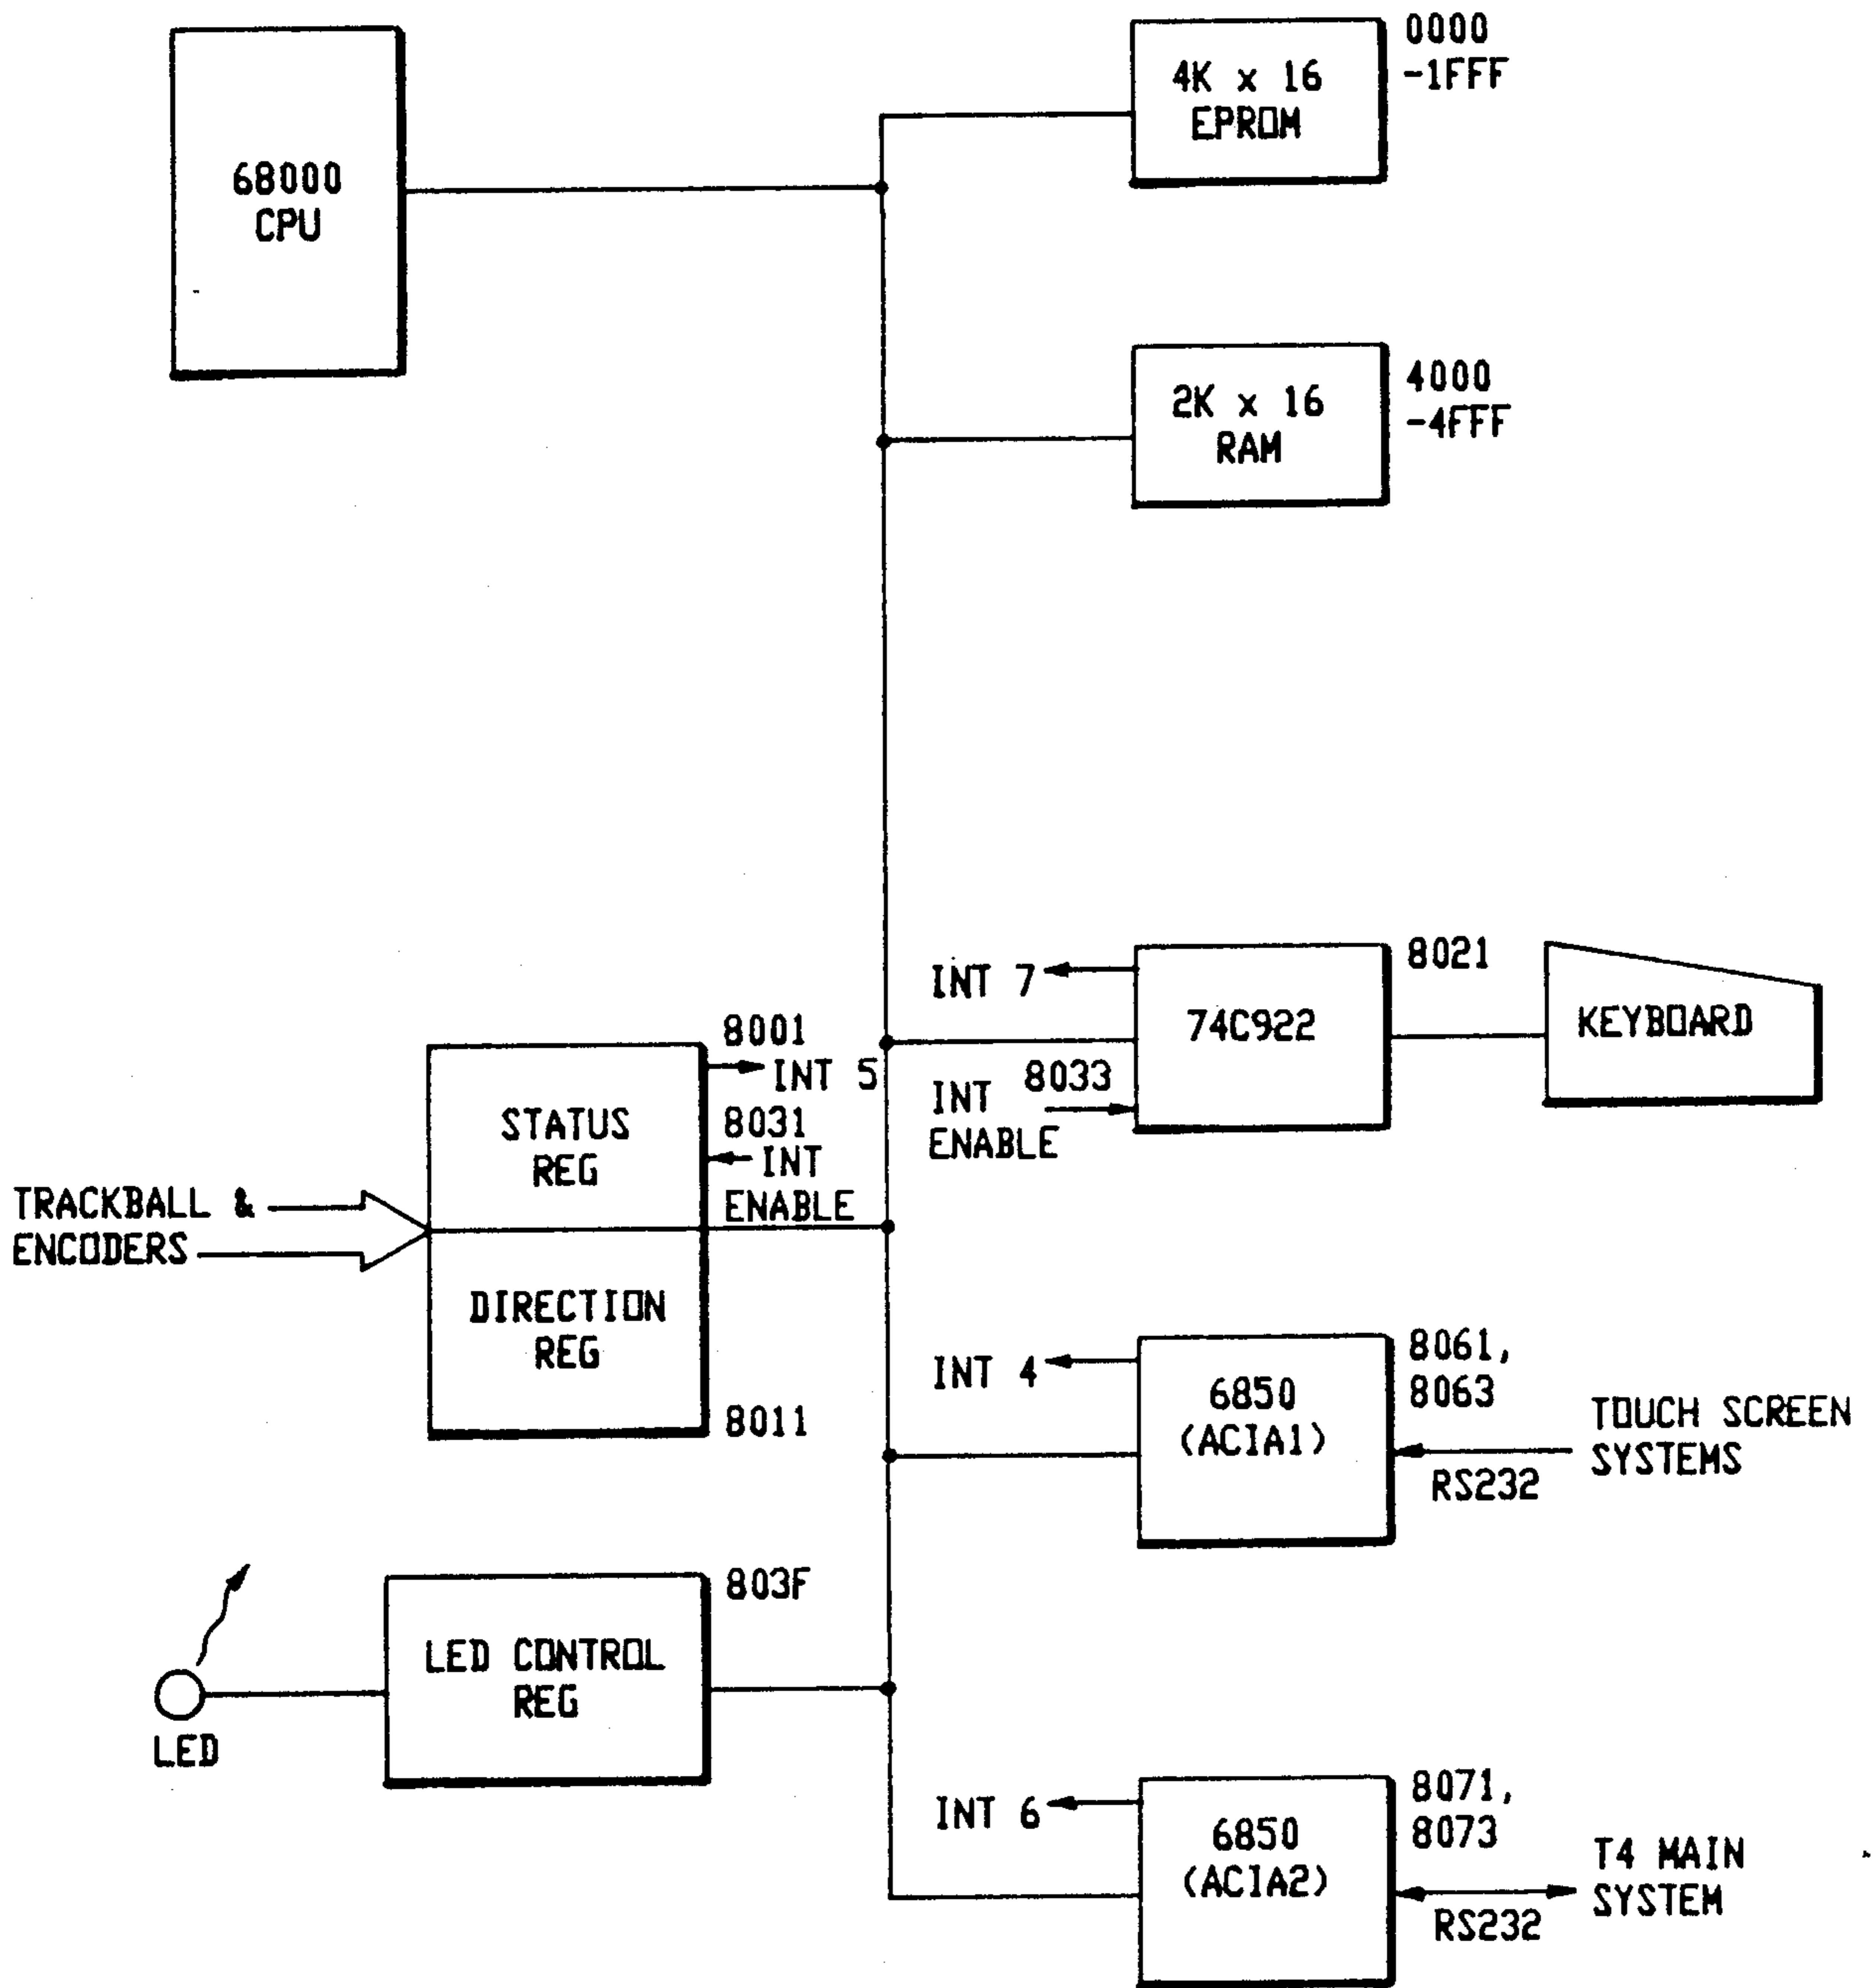 68000
CPU
4K x 16
EPROM
0000
-1FFF
2K x 16
RAM
4000
-4FFF
INT 7
74C922
8021
KEYBOARD
INT
ENABLE
8033
8001
INT 5
STATUS
REG
8031
INT
ENABLE
TRACKBALL &
ENCODERS
DIRECTION
REG
8011
INT 4
6850
(ACIA1)
8061,
8063
TOUCH SCREEN
SYSTEMS
RS232
LED
LED CONTROL
REG
803F
INT 6
6850
(ACIA2)
8071,
8073
T4 MAIN
SYSTEM
RS232